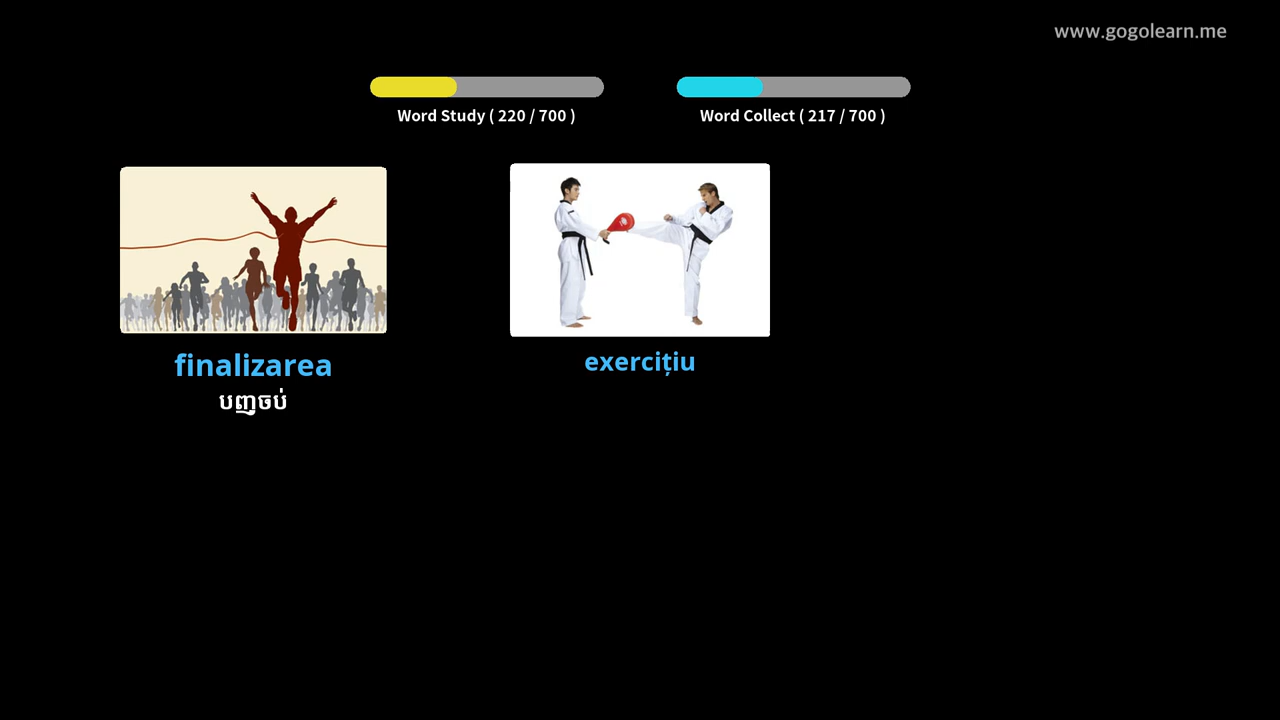 www.gogolearn.me
Word Study ( 220 / 700 )
Word Collect ( 217 / 700 )
finalizarea
បញ្ចប់
exercițiu